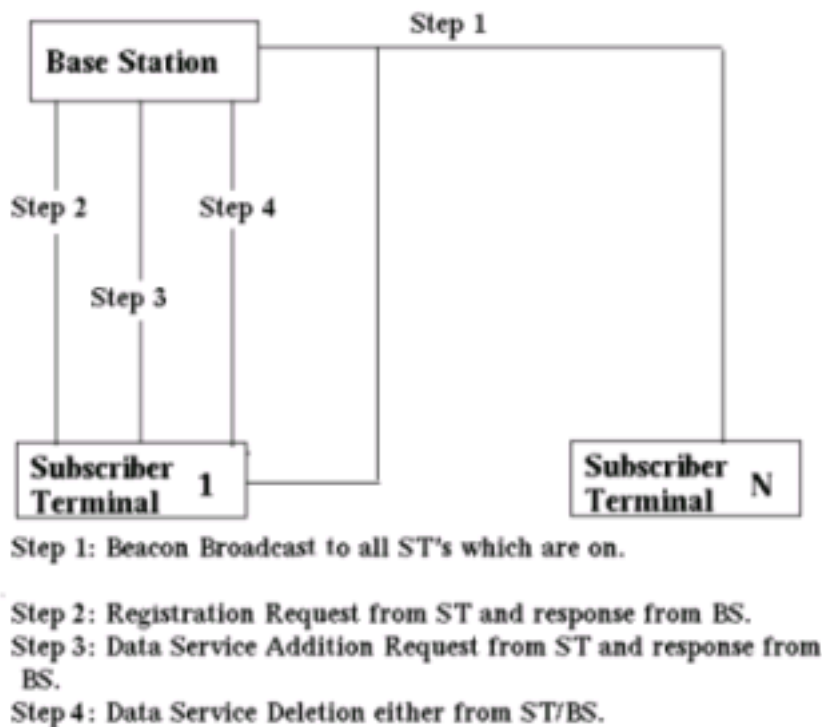 Step 1
Base Station
Step 2
Step 4
Step 3
Subscriber
Terminal 1
Subscriber
Terminal N
Step 1: Beacon Broadcast to all ST's which are on.
Step 2: Registration Request from ST and response from BS.
Step 3: Data Service Addition Request from ST and response from
BS.
Step 4: Data Service Deletion either from ST/BS.